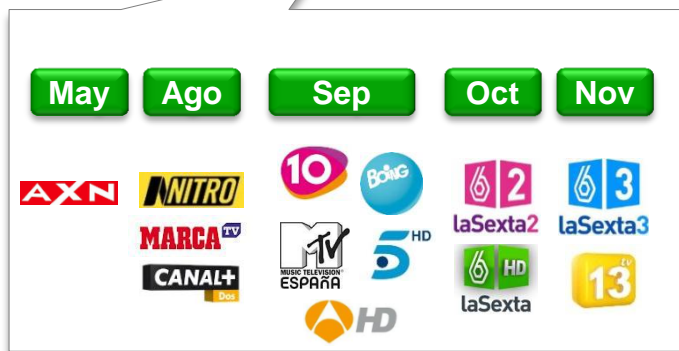 May Ago Sep Oct Nov
AXN
NITRO
MARCA TV
CANAL+
Dos
10
BOING
MTV
MUSIC TELEVISION®
ESPAÑA
5 HD
HD
6 2
laSexta2
6 HD
laSexta
6 3
laSexta3
tv
13